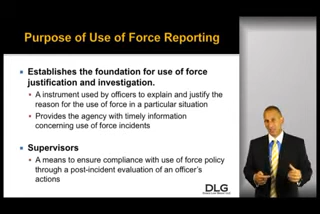 Purpose of Use of Force Reporting
Establishes the foundation for use of force
justification and investigation.
A instrument used by officers to explain and justify the
reason for the use of force in a particular situation
Provides the agency with timely information
concerning use of force incidents
Supervisors
A means to ensure compliance with use of force policy
through a post-incident evaluation of an officer's
actions
DLG